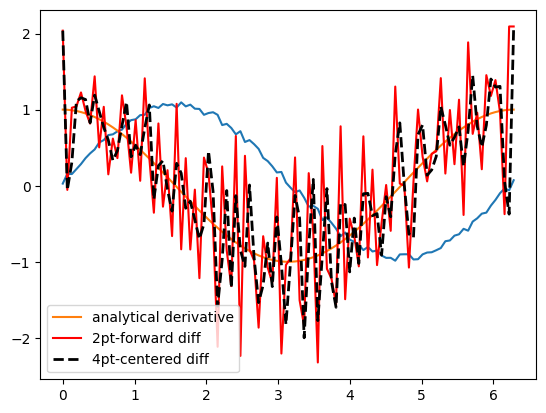 2
1
0
−1
−2
analytical derivative
2pt-forward diff
4pt-centered diff
0 1 2 3 4 5 6